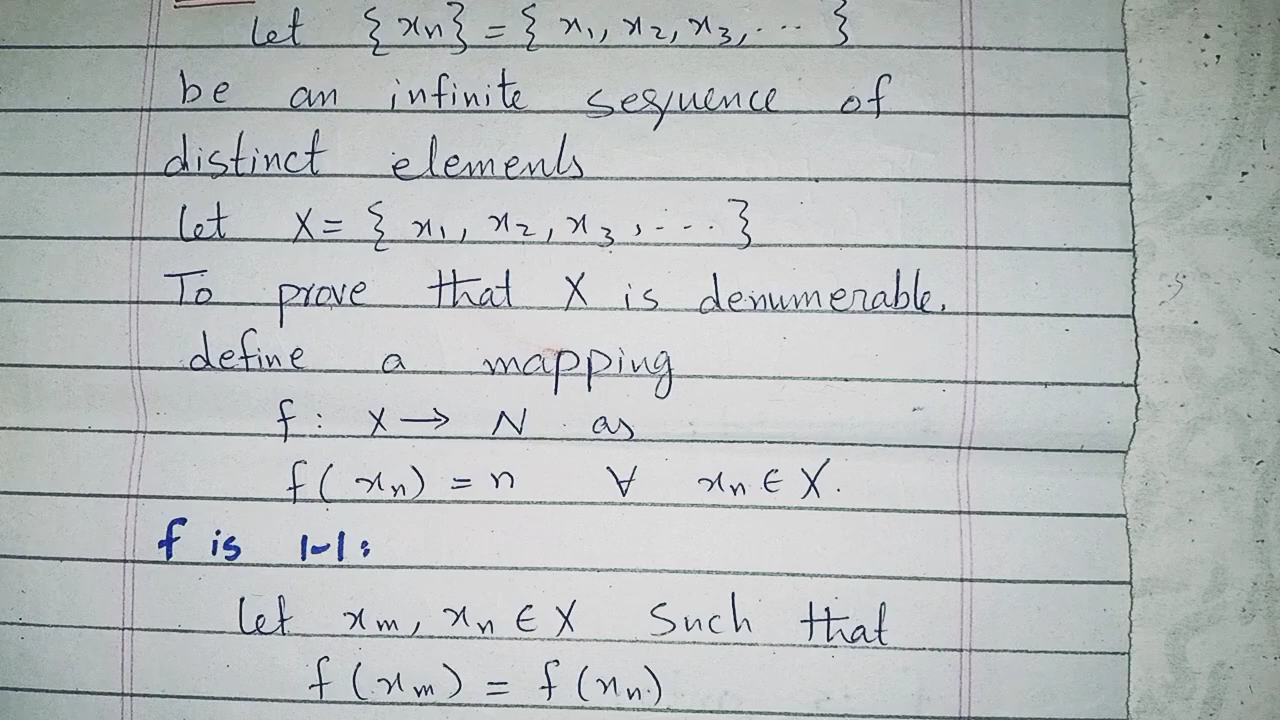 Let {xn} = { x1, x2, x3, ... }
be an infinite sequence of
distinct elements
Let X = { x1, x2, x3, .... }
To prove that X is denumerable.
define a mapping
f : X → N as
f(xn) = n ∀ xn ∈ X.
f is 1-1:
Let xm, xn ∈ X Such that
f(xm) = f(xn)